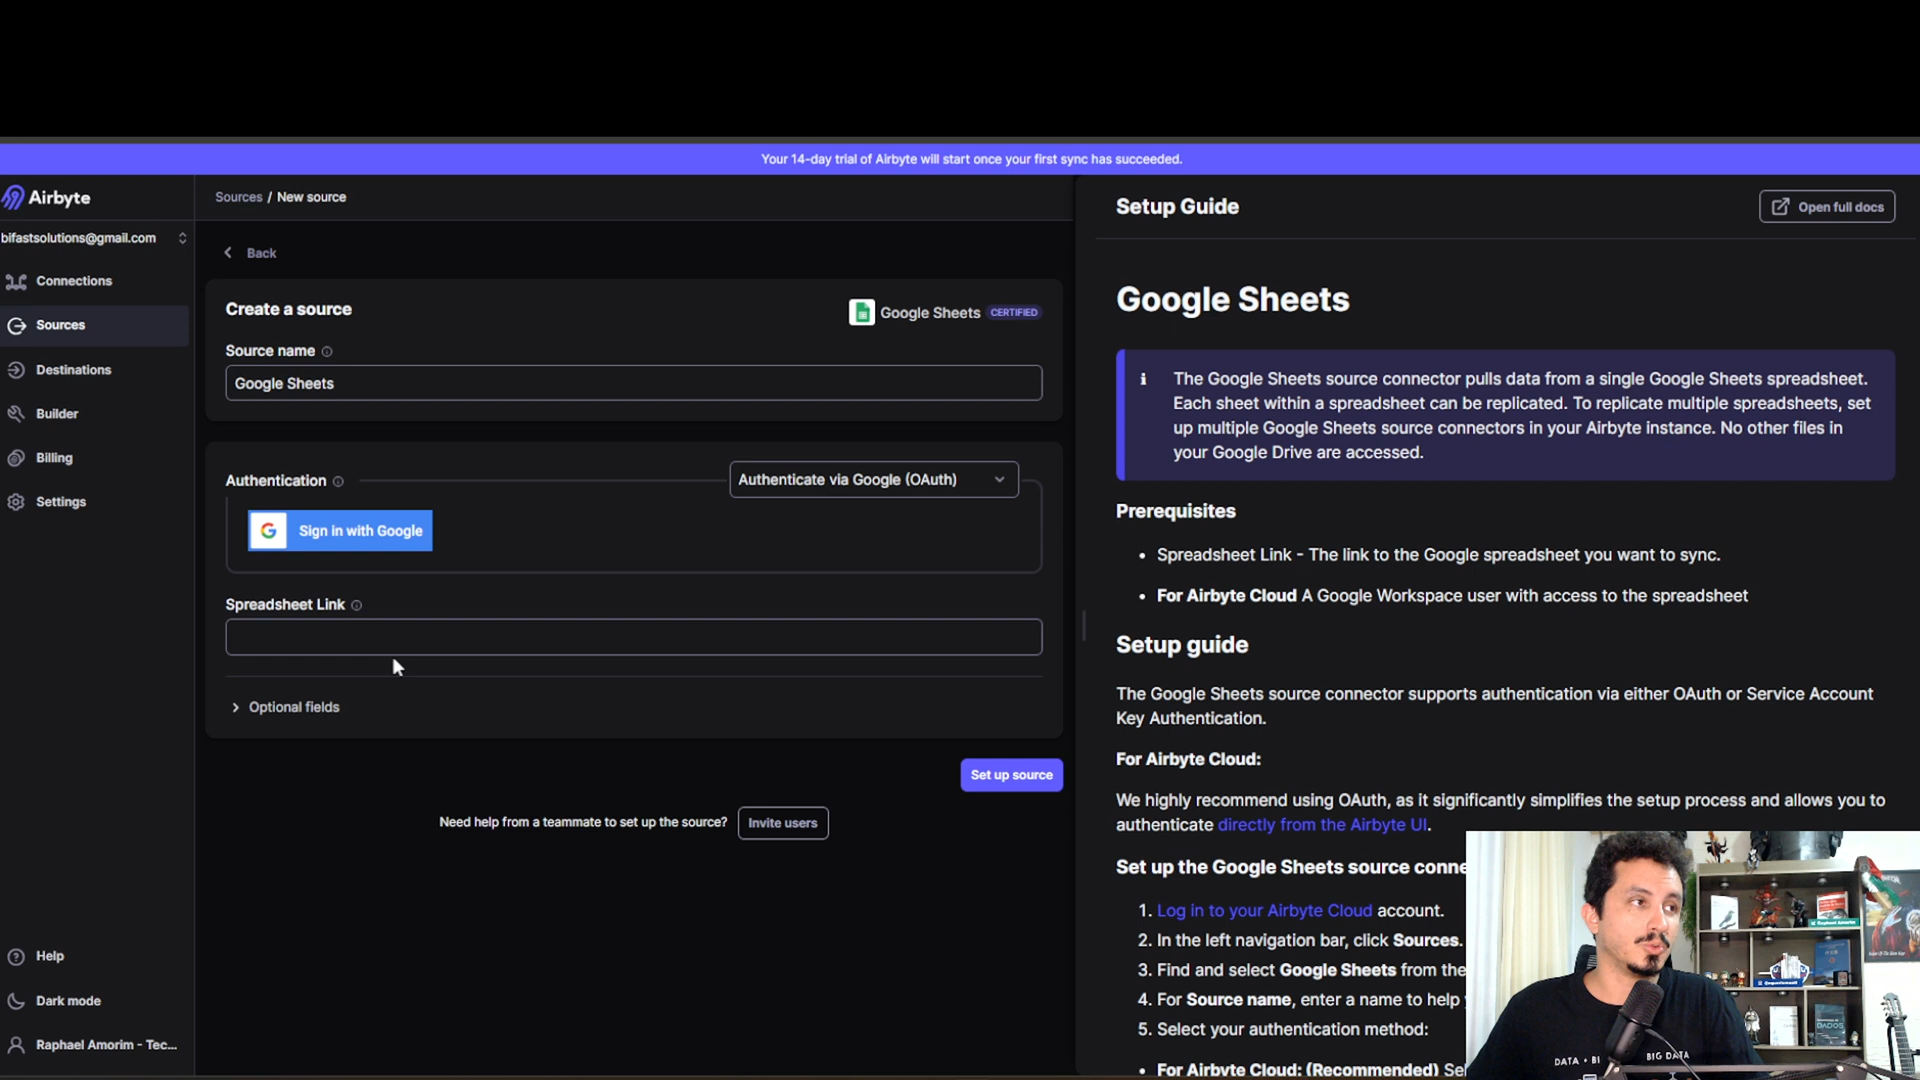 Your 14-day trial of Airbyte will start once your first sync has succeeded.
Airbyte
bifastsolutions@gmail.com
Connections
Sources
Destinations
Builder
Billing
Settings
Help
Dark mode
Raphael Amorim - Tec...
Sources / New source
Back
Create a source
Google Sheets CERTIFIED
Source name
Google Sheets
Authentication
Authenticate via Google (OAuth)
Sign in with Google
Spreadsheet Link
Optional fields
Set up source
Need help from a teammate to set up the source?
Invite users
Setup Guide
Open full docs
Google Sheets
The Google Sheets source connector pulls data from a single Google Sheets spreadsheet.
Each sheet within a spreadsheet can be replicated. To replicate multiple spreadsheets, set
up multiple Google Sheets source connectors in your Airbyte instance. No other files in
your Google Drive are accessed.
Prerequisites
• Spreadsheet Link - The link to the Google spreadsheet you want to sync.
• For Airbyte Cloud A Google Workspace user with access to the spreadsheet
Setup guide
The Google Sheets source connector supports authentication via either OAuth or Service Account
Key Authentication.
For Airbyte Cloud:
We highly recommend using OAuth, as it significantly simplifies the setup process and allows you to
authenticate directly from the Airbyte UI.
Set up the Google Sheets source conne
1. Log in to your Airbyte Cloud account.
2. In the left navigation bar, click Sources.
3. Find and select Google Sheets from the
4. For Source name, enter a name to help
5. Select your authentication method:
• For Airbyte Cloud: (Recommended) Se
DATA • BI
BIG DATA